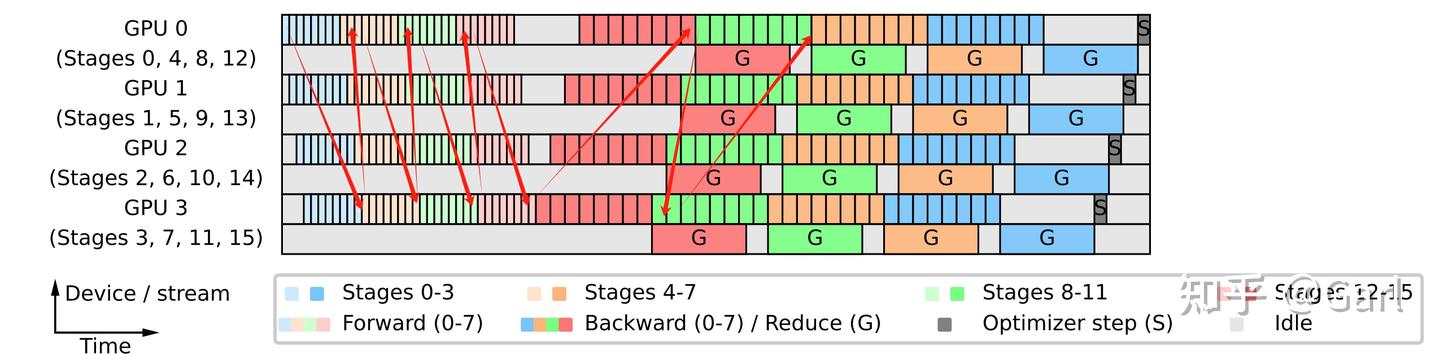 GPU 0
S
(Stages 0, 4, 8, 12)
G G G G
GPU 1
S
(Stages 1, 5, 9, 13)
G G G G
GPU 2
S
(Stages 2, 6, 10, 14)
G G G G
GPU 3
S
(Stages 3, 7, 11, 15)
G G G G
Device / stream
Time
Stages 0-3 Stages 4-7 Stages 8-11 Stages 12-15
Forward (0-7) Backward (0-7) / Reduce (G) Optimizer step (S) Idle
知乎 @Garl